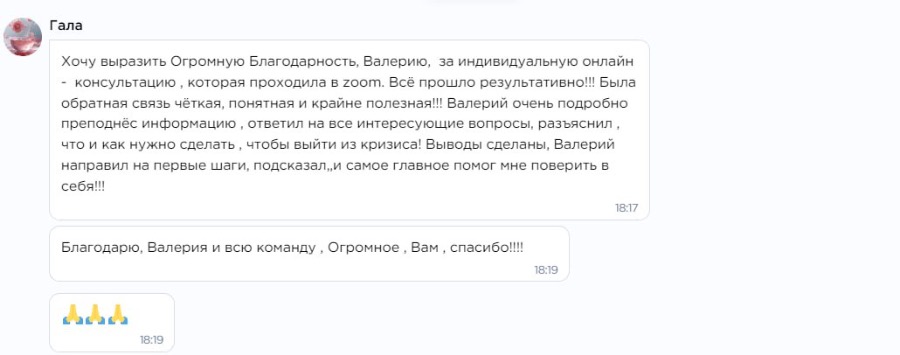 Гала
Хочу выразить Огромную Благодарность, Валерию, за индивидуальную онлайн
- консультацию , которая проходила в zoom. Всё прошло результативно!!! Была
обратная связь чёткая, понятная и крайне полезная!!! Валерий очень подробно
преподнёс информацию , ответил на все интересующие вопросы, разъяснил ,
что и как нужно сделать , чтобы выйти из кризиса! Выводы сделаны, Валерий
направил на первые шаги, подсказал,,и самое главное помог мне поверить в
себя!!!
18:17
Благодарю, Валерия и всю команду , Огромное , Вам , спасибо!!!!
18:19
🙏🙏🙏
18:19